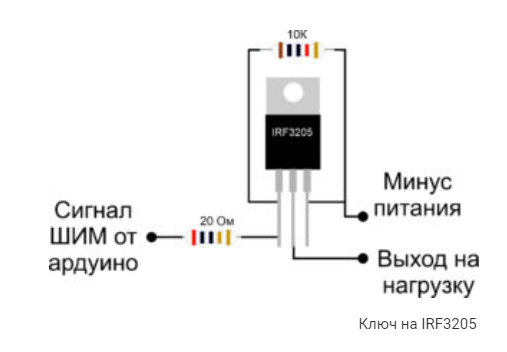 10K
IRF3205
Минус
питания
Сигнал
ШИМ от
ардуино
20 Ом
Выход на
нагрузку
Ключ на IRF3205